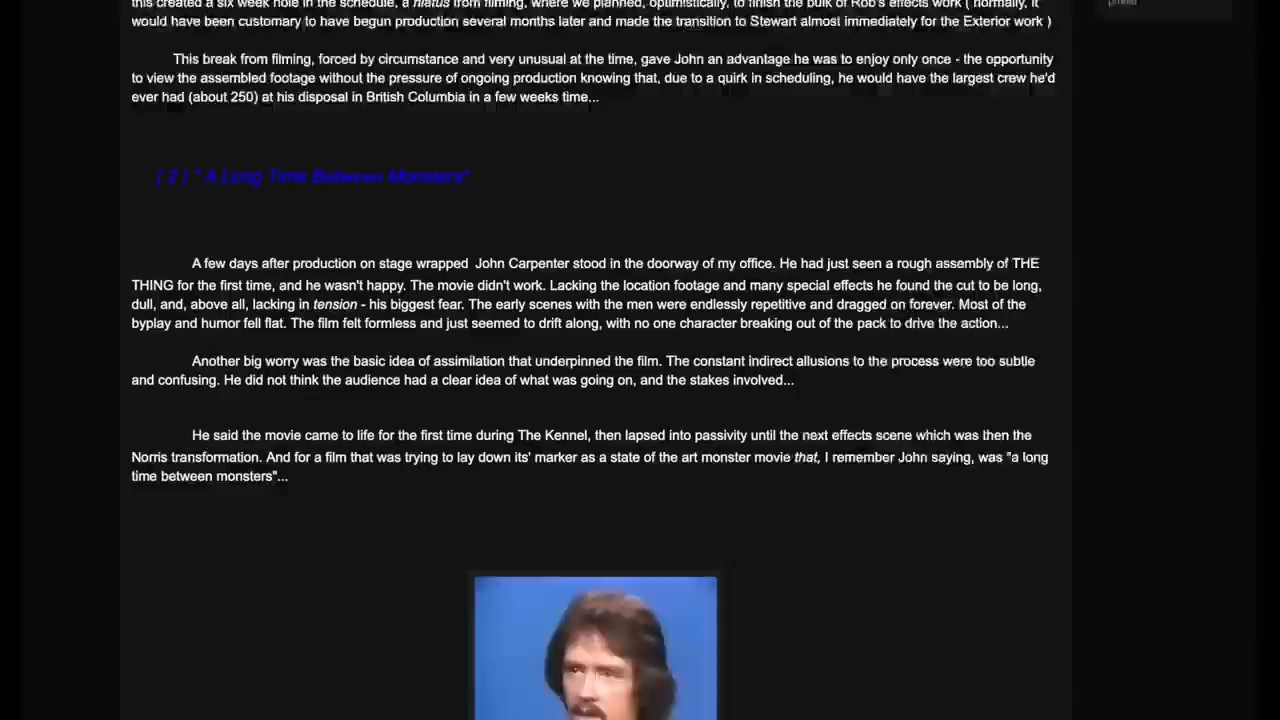 this created a six week hole in the schedule, a hiatus from filming, where we planned, optimistically, to finish the bulk of Rob's effects work ( normally, it
would have been customary to have begun production several months later and made the transition to Stewart almost immediately for the Exterior work )
This break from filming, forced by circumstance and very unusual at the time, gave John an advantage he was to enjoy only once - the opportunity
to view the assembled footage without the pressure of ongoing production knowing that, due to a quirk in scheduling, he would have the largest crew he'd
ever had (about 250) at his disposal in British Columbia in a few weeks time...
( 2 ) " A Long Time Between Monsters"
A few days after production on stage wrapped John Carpenter stood in the doorway of my office. He had just seen a rough assembly of THE
THING for the first time, and he wasn't happy. The movie didn't work. Lacking the location footage and many special effects he found the cut to be long,
dull, and, above all, lacking in tension - his biggest fear. The early scenes with the men were endlessly repetitive and dragged on forever. Most of the
byplay and humor fell flat. The film felt formless and just seemed to drift along, with no one character breaking out of the pack to drive the action...
Another big worry was the basic idea of assimilation that underpinned the film. The constant indirect allusions to the process were too subtle
and confusing. He did not think the audience had a clear idea of what was going on, and the stakes involved...
He said the movie came to life for the first time during The Kennel, then lapsed into passivity until the next effects scene which was then the
Norris transformation. And for a film that was trying to lay down its' marker as a state of the art monster movie that, I remember John saying, was "a long
time between monsters"...